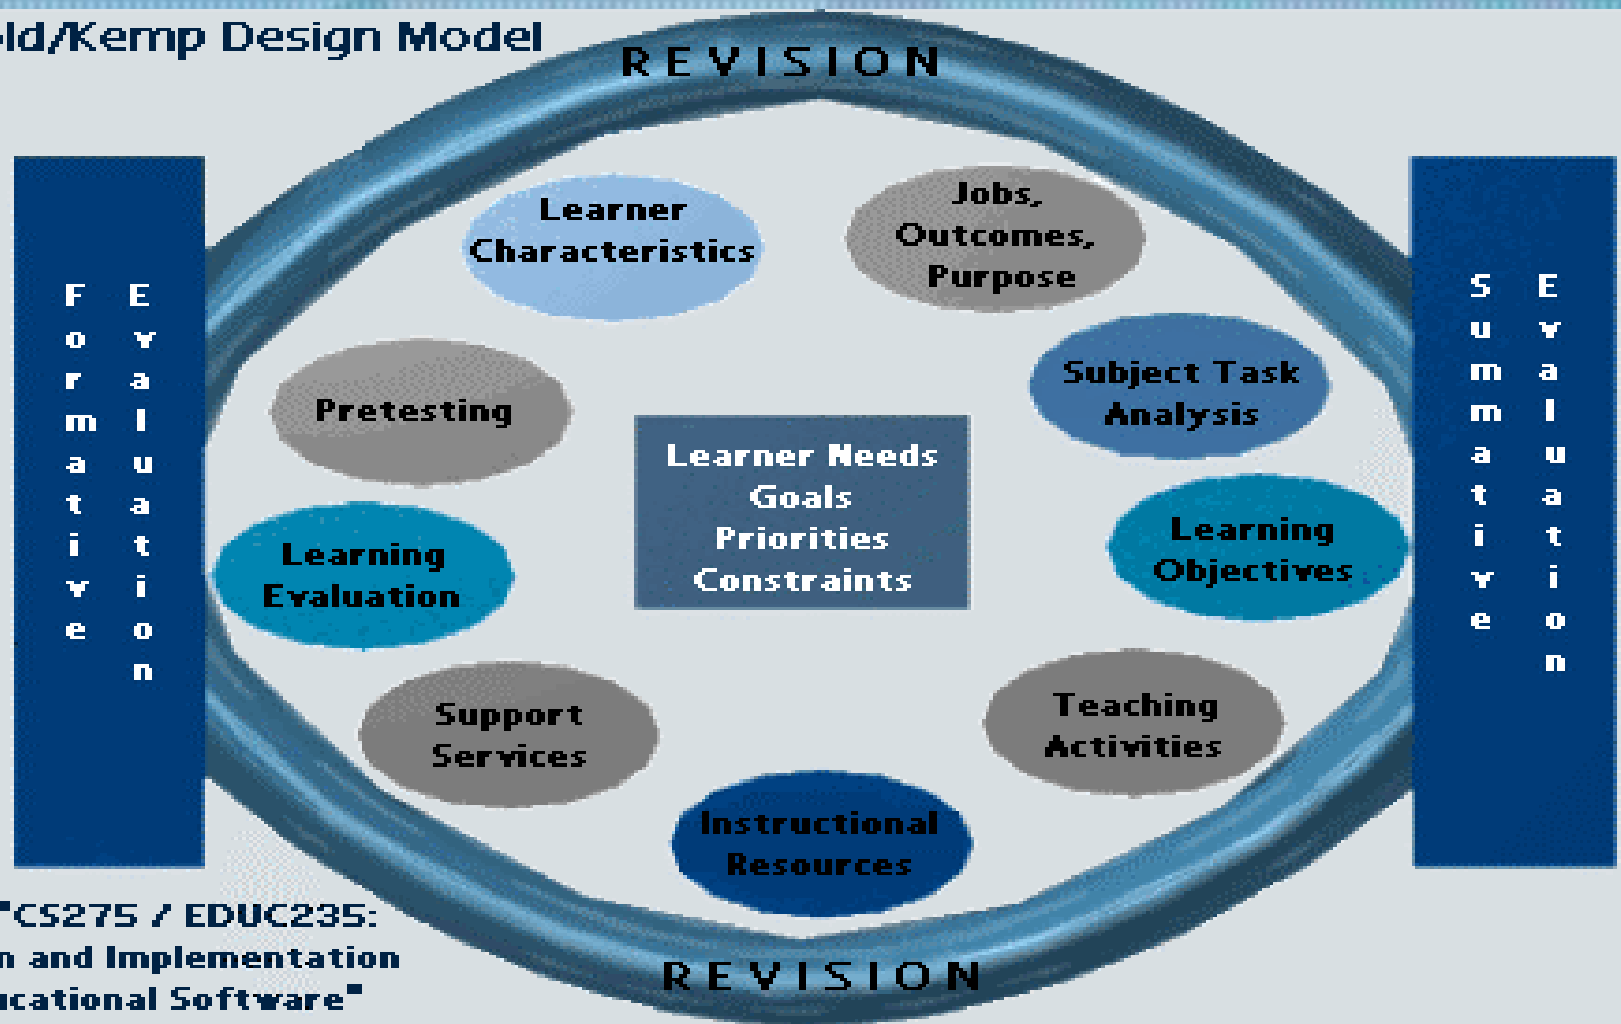 ld/Kemp Design Model
REVISION
Learner
Characteristics
Jobs,
Outcomes,
Purpose
Formative Evaluation
Pretesting
Subject Task
Analysis
Summative Evaluation
Learner Needs
Goals
Priorities
Constraints
Learning
Evaluation
Learning
Objectives
Support
Services
Teaching
Activities
Instructional
Resources
REVISION
"CS275 / EDUC235:
n and Implementation
ucational Software"